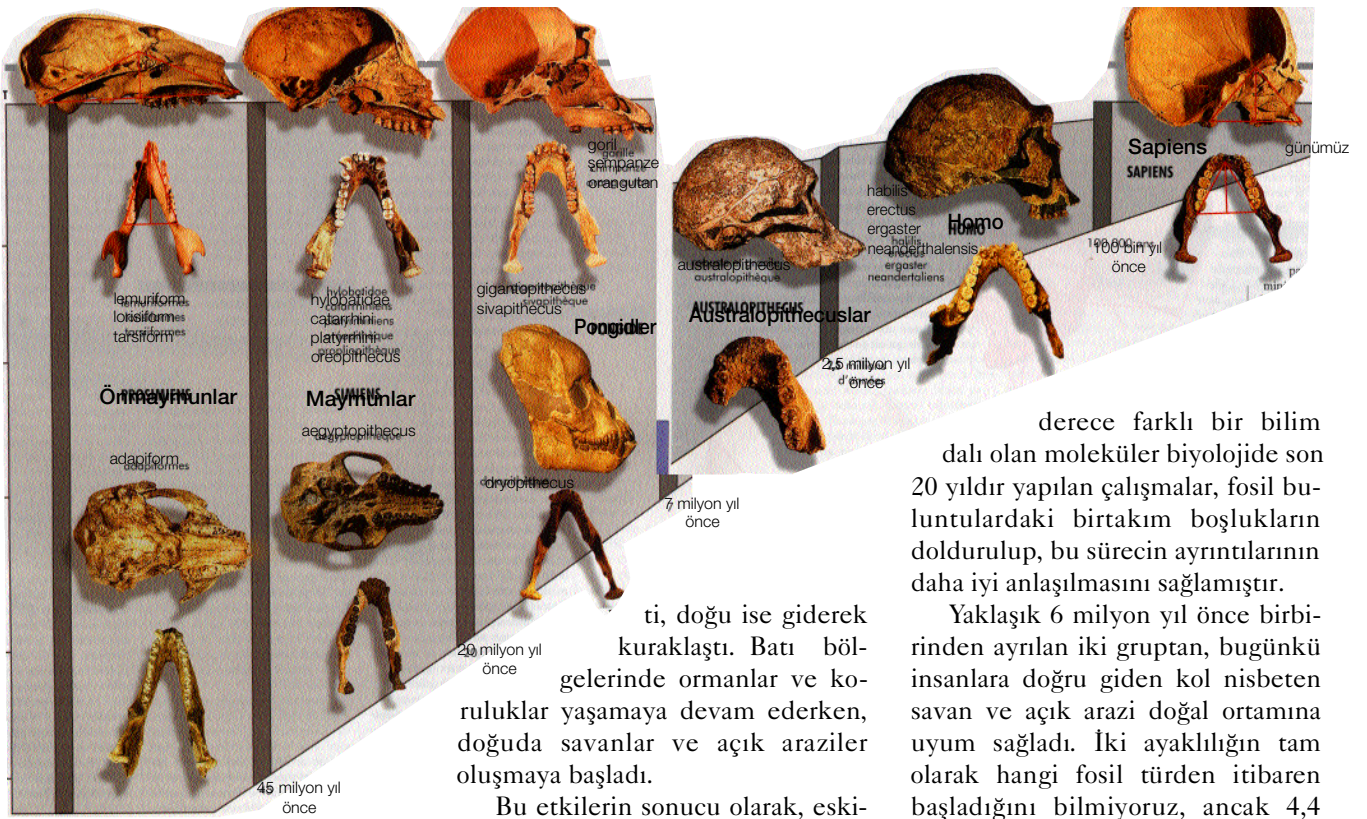 goril
şempanze
orangutan
lemuriform
lorisiform
tarsiform
Önmaymunlar
adapiform
hylobatidae
catarrhini
platyrrhini
oreopithecus
Maymunlar
aegyptopithecus
gigantopithecus
sivapithecus
Pongidler
dryopithecus
australopithecus
Australopithecuslar
habilis
erectus
ergaster
neanderthalensis
Homo
halilis
erectus
ergaster
neandertaliens
Sapiens
SAPIENS
günümüz
100 bin yıl
önce
2,5 milyon yıl
önce
7 milyon yıl
önce
20 milyon yıl
önce
45 milyon yıl
önce
ti, doğu ise giderek
kuraklaştı. Batı böl-
gelerinde ormanlar ve ko-
ruluklar yaşamaya devam ederken,
doğuda savanlar ve açık araziler
oluşmaya başladı.
Bu etkilerin sonucu olarak, eski-
derece farklı bir bilim
dalı olan moleküler biyolojide son
20 yıldır yapılan çalışmalar, fosil bu-
luntulardaki birtakım boşlukların
doldurulup, bu sürecin ayrıntılarının
daha iyi anlaşılmasını sağlamıştır.
Yaklaşık 6 milyon yıl önce birbi-
rinden ayrılan iki gruptan, bugünkü
insanlara doğru giden kol nisbeten
savan ve açık arazi doğal ortamına
uyum sağladı. İki ayaklılığın tam
olarak hangi fosil türden itibaren
başladığını bilmiyoruz, ancak 4,4